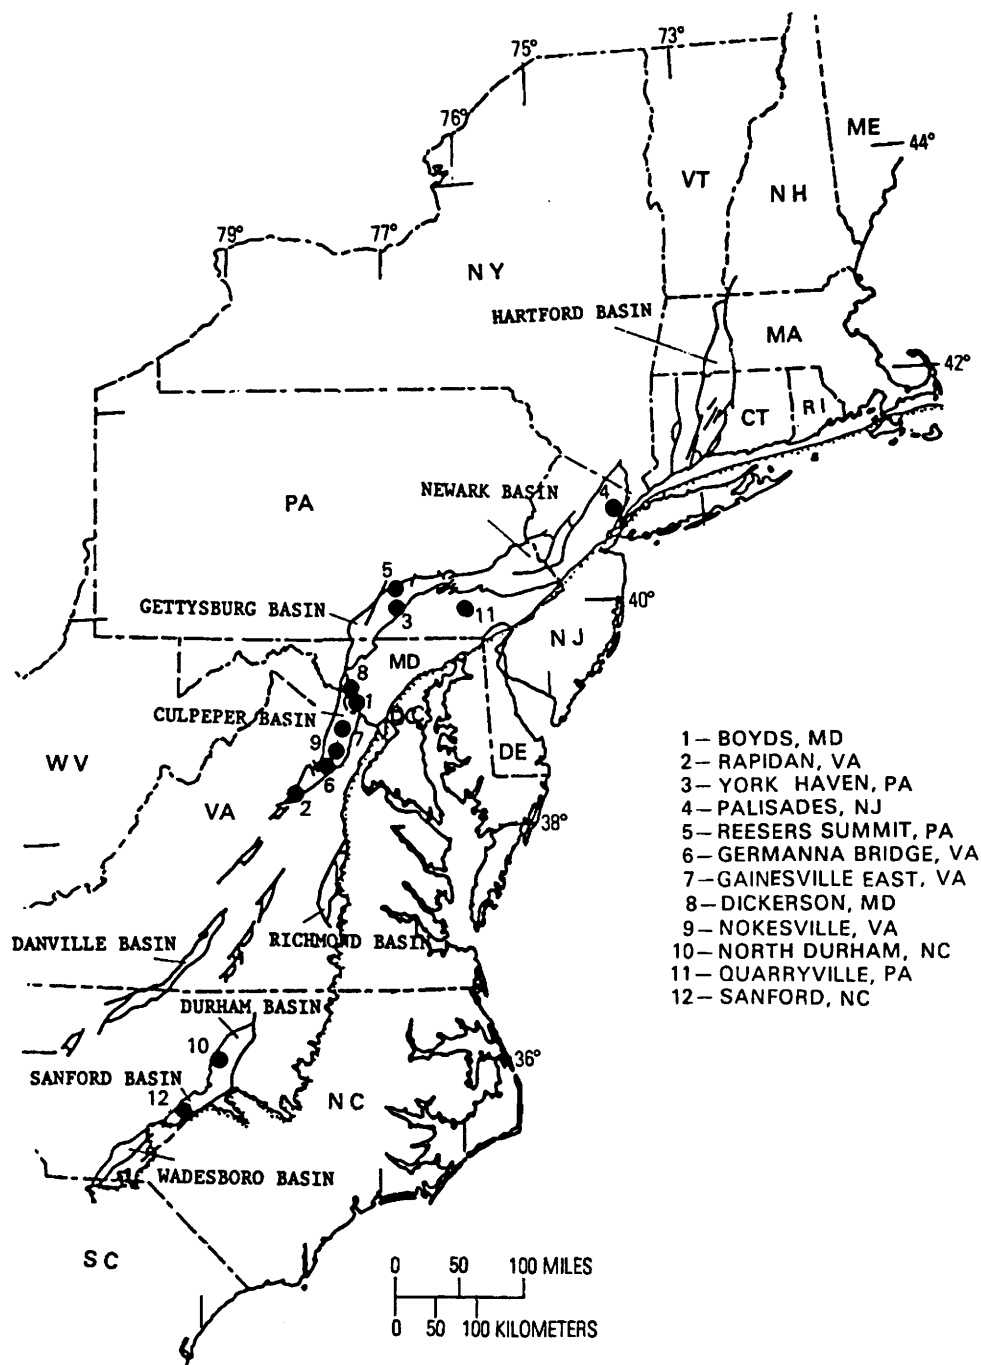 73°
75°
76°
ME
44°
VT
NH
79°
77°
NY
HARTFORD BASIN
MA
42°
CT
RI
NEWARK BASIN
4
PA
5
GETTYSBURG BASIN
3
11
40°
NJ
MD
8
1
CULPEPER BASIN
DC
9
DE
WV
6
VA
2
38°
1– BOYDS, MD
2– RAPIDAN, VA
3– YORK HAVEN, PA
4– PALISADES, NJ
5– REESERS SUMMIT, PA
6– GERMANNA BRIDGE, VA
7– GAINESVILLE EAST, VA
8– DICKERSON, MD
9– NOKESVILLE, VA
10– NORTH DURHAM, NC
11– QUARRYVILLE, PA
12– SANFORD, NC
DANVILLE BASIN
RICHMOND BASIN
DURHAM BASIN
10
36°
SANFORD BASIN
12
NC
WADESBORO BASIN
SC
0 50 100 MILES
0 50 100 KILOMETERS